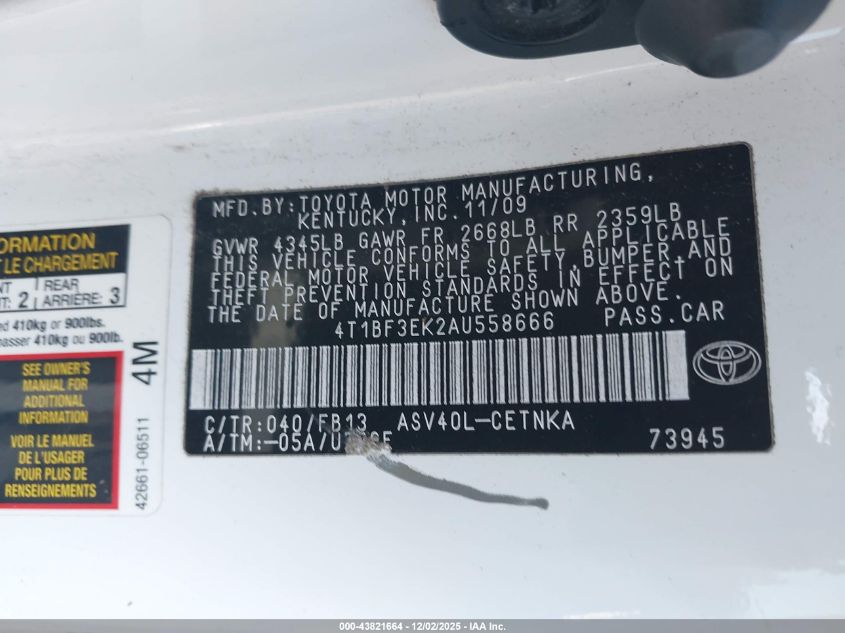 MFD.BY:TOYOTA MOTOR MANUFACTURING,
KENTUCKY,INC.11/09
GVWR 4345LB GAWR FR 2668LB RR 2359LB
THIS VEHICLE CONFORMS TO ALL APPLICABLE
FEDERAL MOTOR VEHICLE SAFETY,BUMPER,AND
THEFT PREVENTION STANDARDS IN EFFECT ON
THE DATE OF MANUFACTURE SHOWN ABOVE.
4T1BF3EK2AU558666 PASS.CAR
C/TR:040/FB13 ASV40L-CETNKA
A/TM:-05A/ 73945
ORMATION
LE CHARGEMENT
2 REAR
ARRIÈRE: 3
410kg or 900lbs.
410 kg ou 900lb.
SEE OWNER'S
MANUAL FOR
ADDITIONAL
INFORMATION
VOIR MANUEL
DE L'USAGER
POUR PLUS DE
RENSEIGNEMENTS
4M
42661-06511
000-43821664 - 12/02/2025 - IAA Inc.